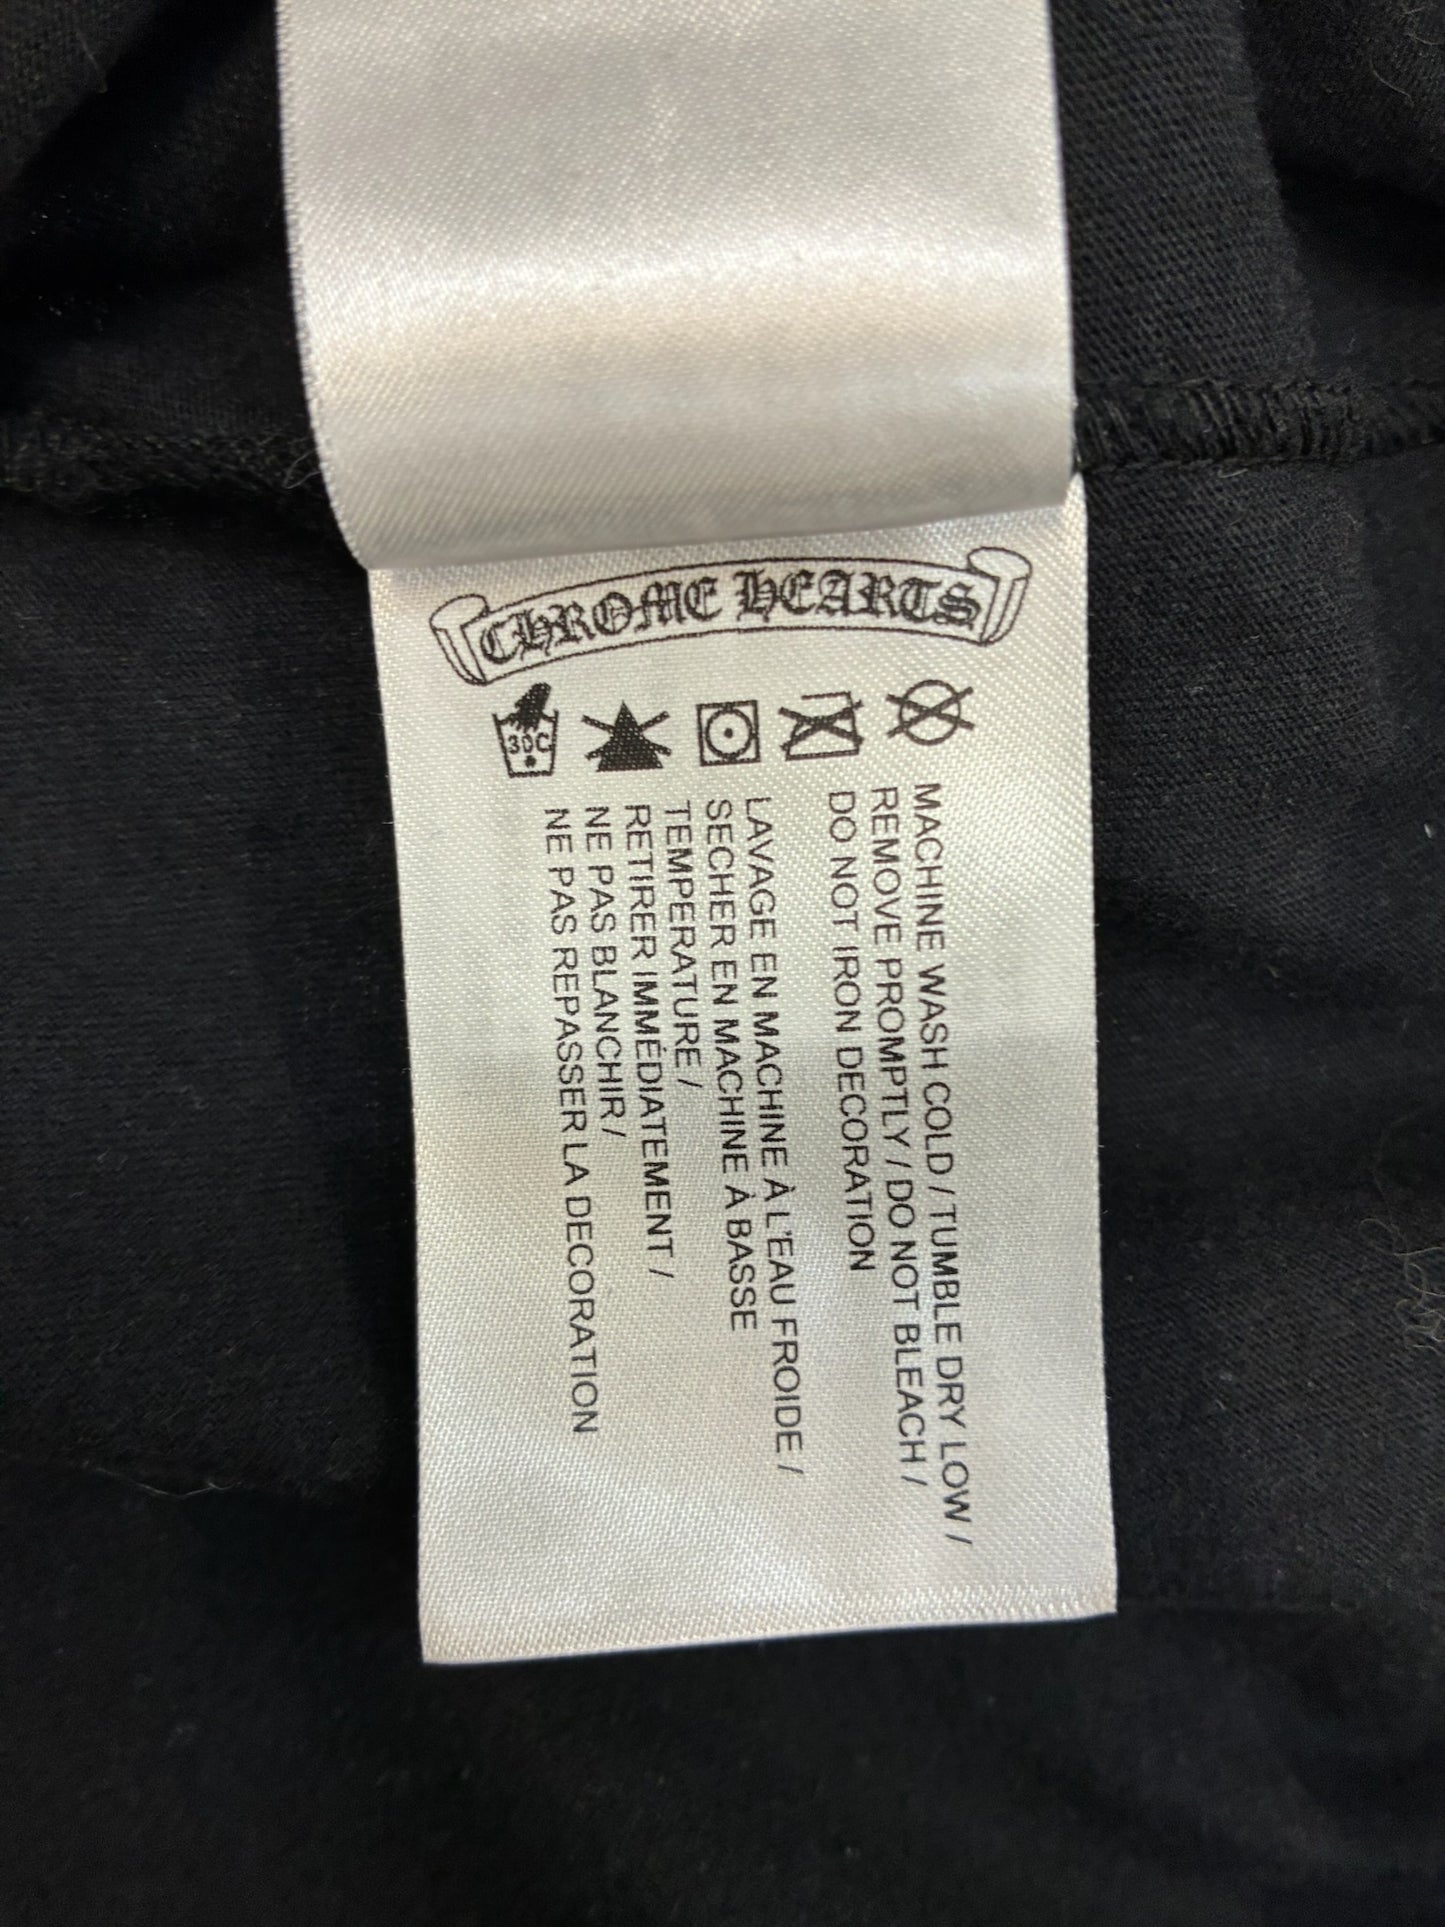 CHROME HEARTS
30C
MACHINE WASH COLD / TUMBLE DRY LOW /
REMOVE PROMPTLY / DO NOT BLEACH /
DO NOT IRON DECORATION
LAVAGE EN MACHINE À L'EAU FROIDE /
SECHER EN MACHINE À BASSE
TEMPERATURE /
RETIRER IMMÉDIATEMENT /
NE PAS BLANCHIR /
NE PAS REPASSER LA DECORATION